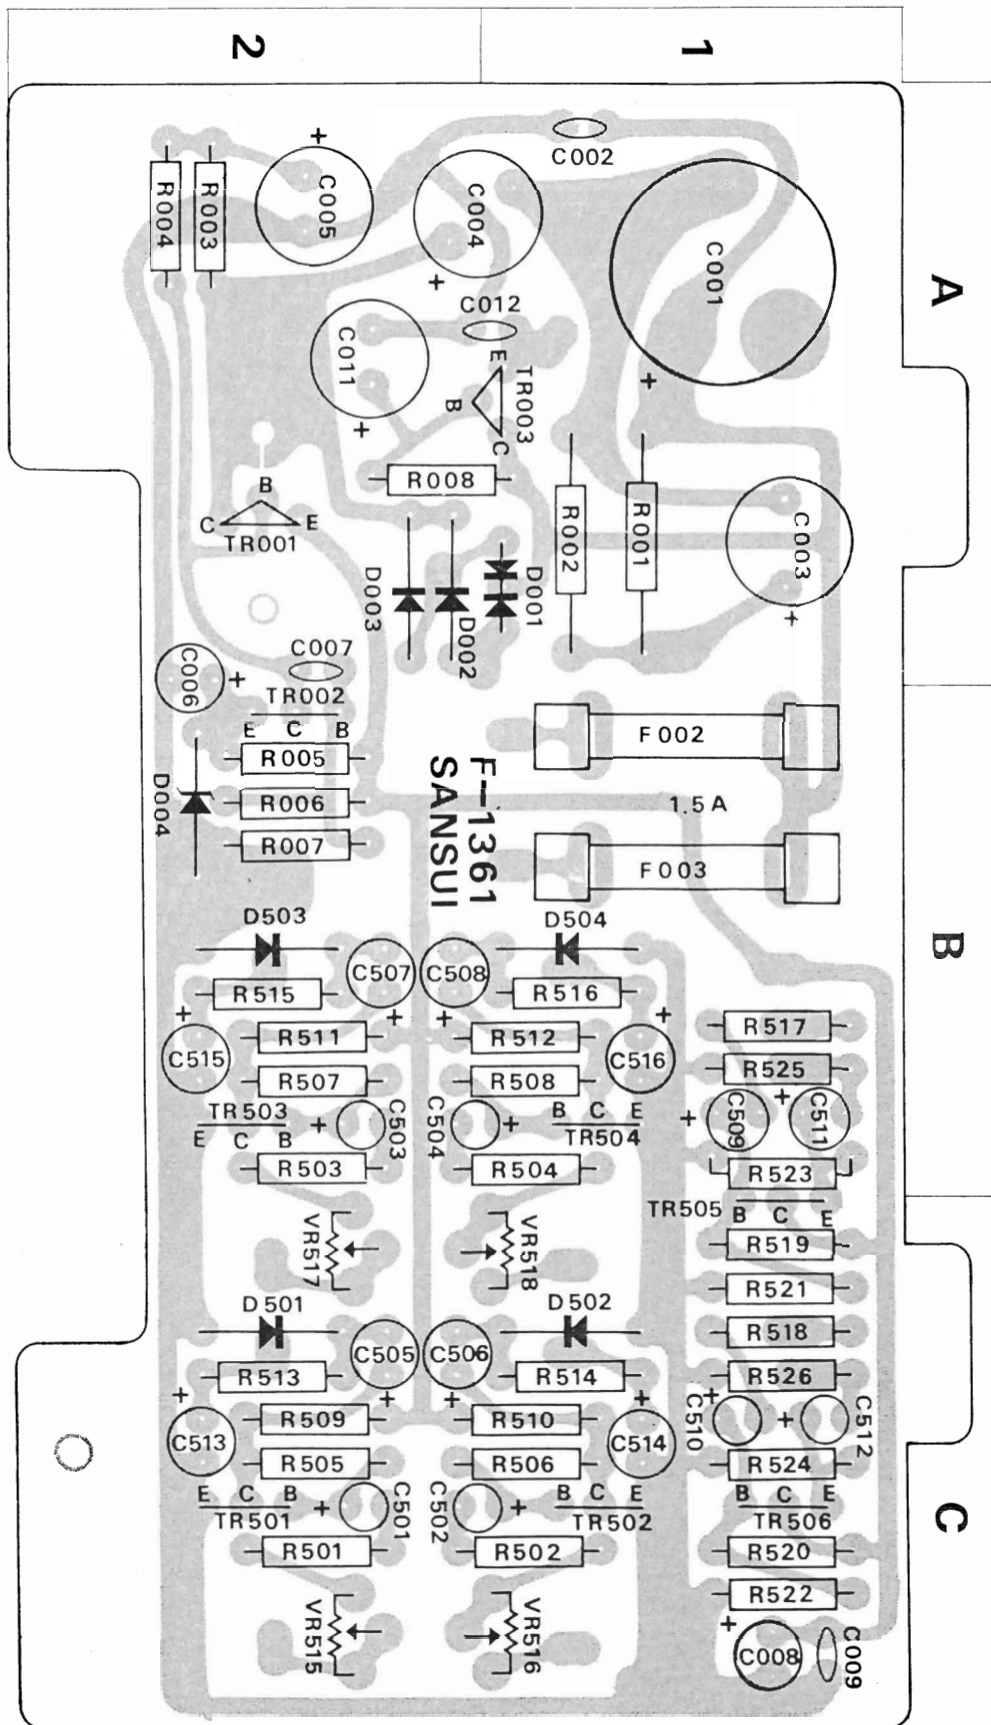 2
1
+
C002
R004
R003
C005
C004
C001
A
+
C012
C011
E
TR003
B
+
+
C
R008
B
C
E
TR001
R002
R001
C003
D003
D002
D001
+
C007
C006
+
TR002
E C B
F002
R005
D004
R006
R007
F-1361
SANSUI
1.5A
F003
D503
D504
B
C507
C508
R515
R516
+
+
+
+
R517
C515
R511
R512
C516
R525
R507
R508
+
+
TR503
+
C503
C504
+
B C E
TR504
C509
C511
E C B
R503
R504
R523
TR505
B C E
VR517
VR518
R519
R521
D501
D502
R518
C505
C506
R513
R514
R526
+
+
+
+
+
C510
+
C512
C513
R509
R510
C514
R505
R506
R524
E C B
+
C501
C502
+
B C E
B C E
TR501
TR502
TR506
C
R501
R502
R520
R522
VR515
VR516
+
C008
C009